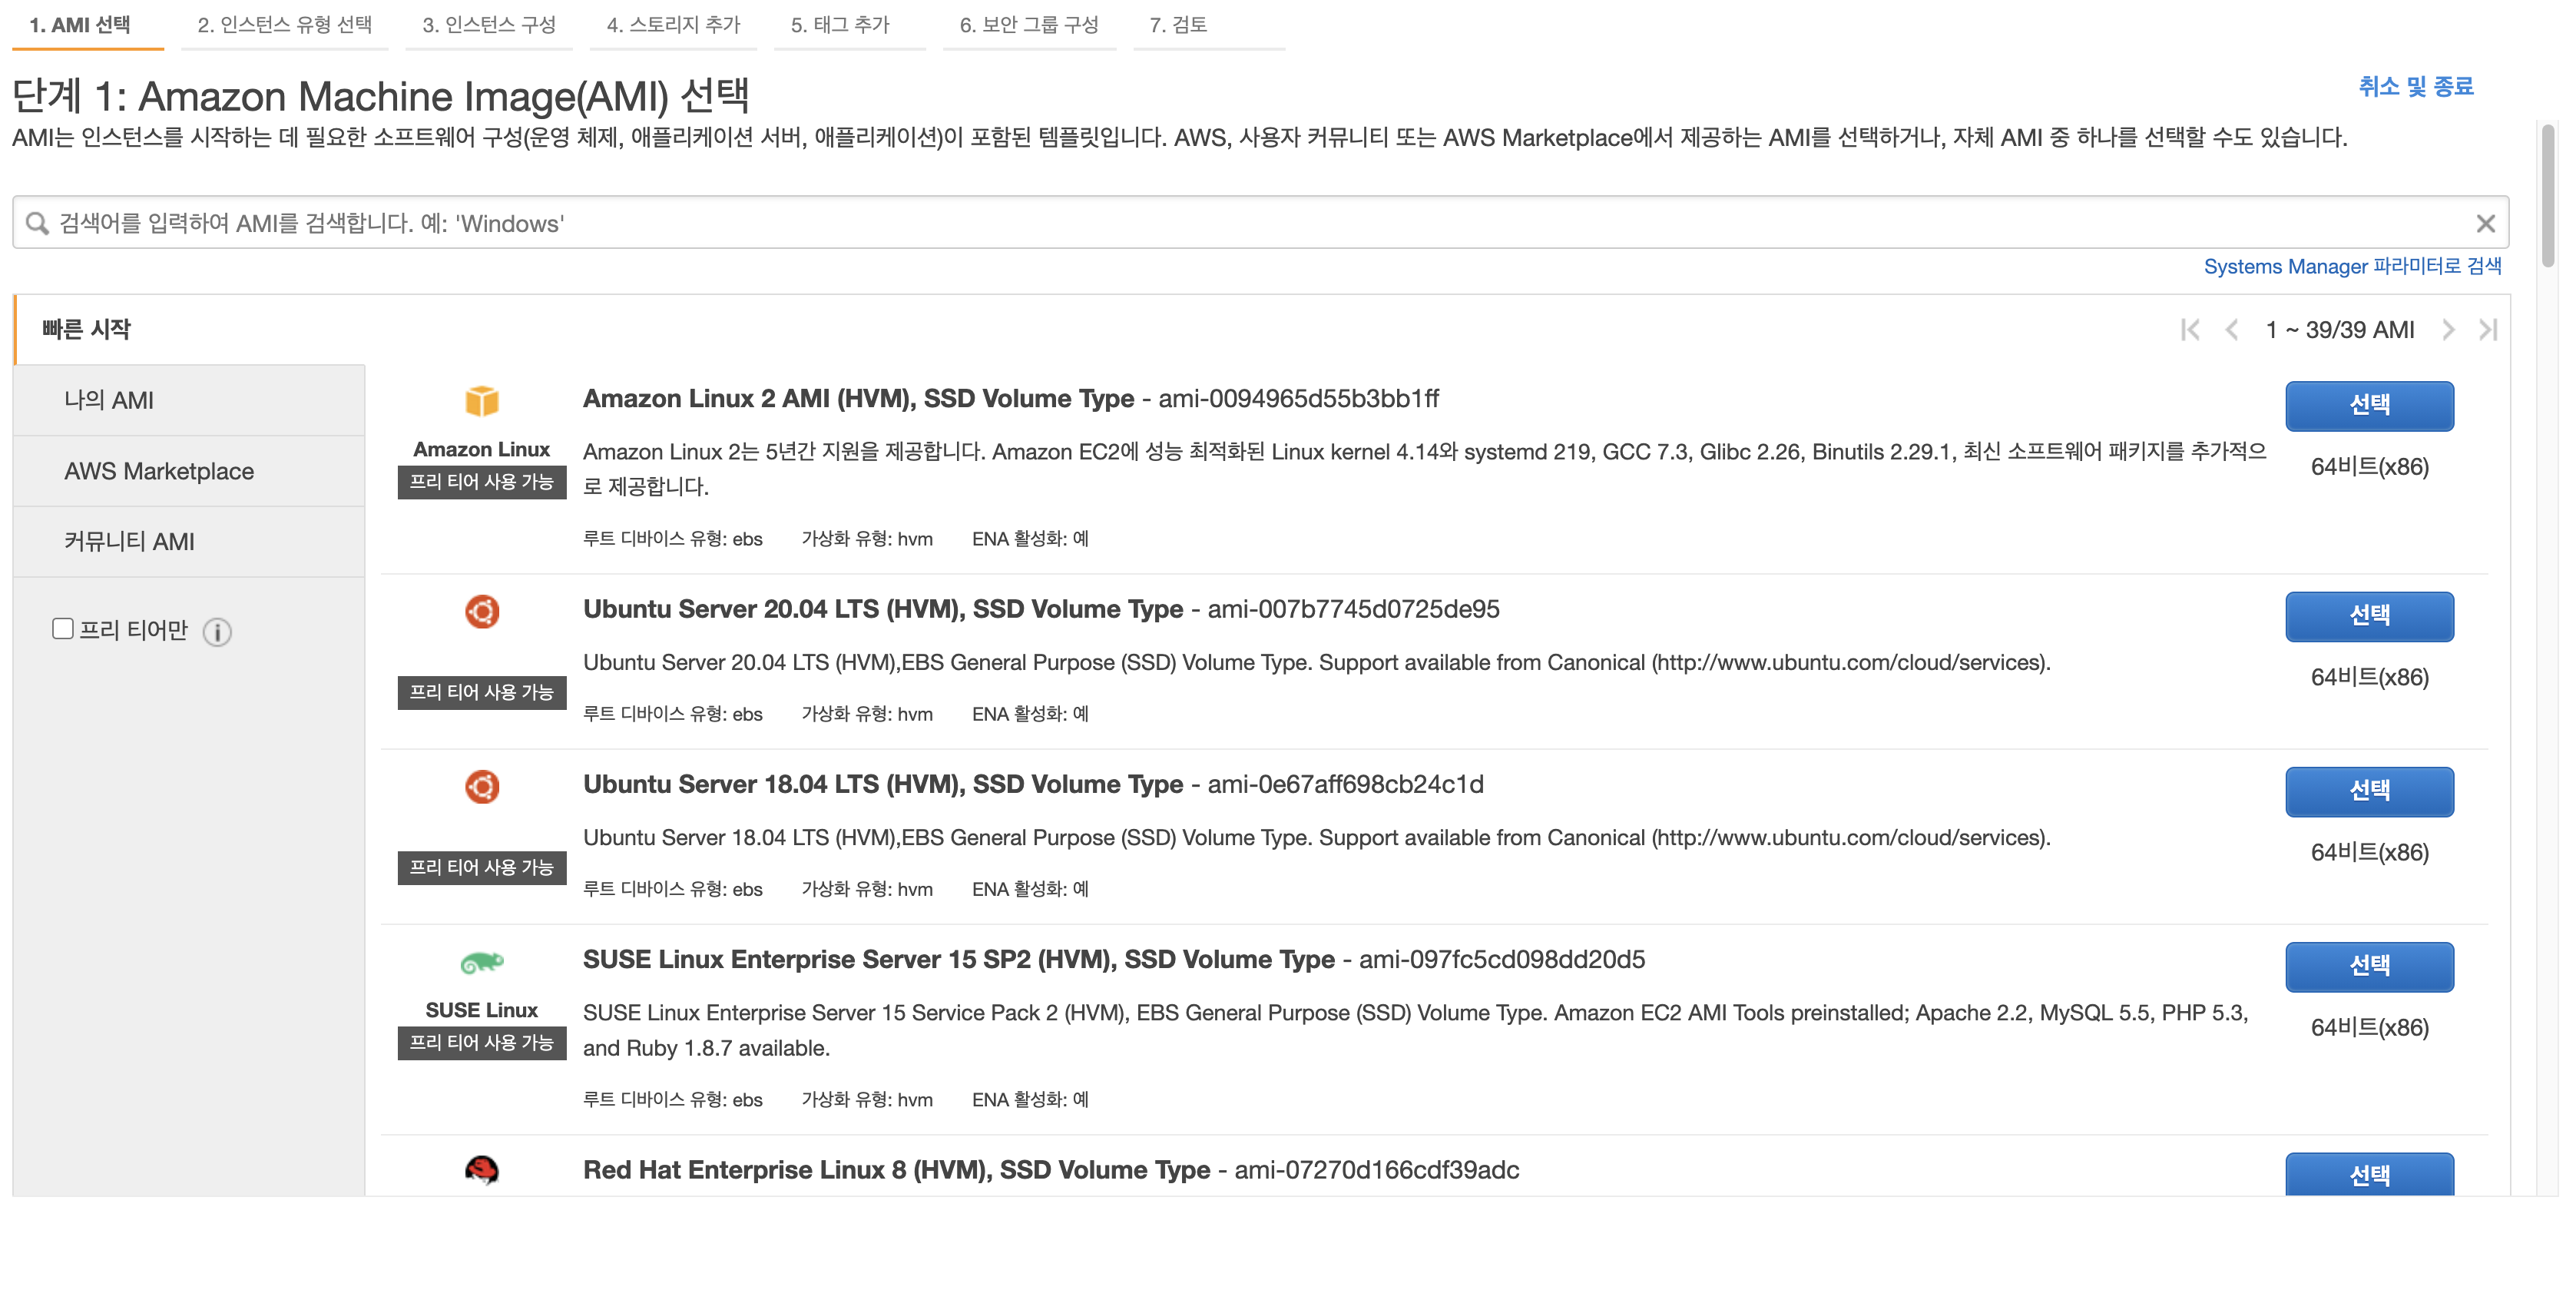 1. AMI 선택
2. 인스턴스 유형 선택
3. 인스턴스 구성
4. 스토리지 추가
5. 태그 추가
6. 보안 그룹 구성
7. 검토
단계 1: Amazon Machine Image(AMI) 선택
취소 및 종료
AMI는 인스턴스를 시작하는 데 필요한 소프트웨어 구성(운영 체제, 애플리케이션 서버, 애플리케이션)이 포함된 템플릿입니다. AWS, 사용자 커뮤니티 또는 AWS Marketplace에서 제공하는 AMI를 선택하거나, 자체 AMI 중 하나를 선택할 수도 있습니다.
검색어를 입력하여 AMI를 검색합니다. 예: 'Windows'
Systems Manager 파라미터로 검색
빠른 시작
1 ~ 39/39 AMI
나의 AMI
AWS Marketplace
커뮤니티 AMI
프리 티어만
Amazon Linux
프리 티어 사용 가능
Amazon Linux 2 AMI (HVM), SSD Volume Type - ami-0094965d55b3bb1ff
Amazon Linux 2는 5년간 지원을 제공합니다. Amazon EC2에 성능 최적화된 Linux kernel 4.14와 systemd 219, GCC 7.3, Glibc 2.26, Binutils 2.29.1, 최신 소프트웨어 패키지를 추가적으
로 제공합니다.
루트 디바이스 유형: ebs 가상화 유형: hvm ENA 활성화: 예
선택
64비트(x86)
프리 티어 사용 가능
Ubuntu Server 20.04 LTS (HVM), SSD Volume Type - ami-007b7745d0725de95
Ubuntu Server 20.04 LTS (HVM),EBS General Purpose (SSD) Volume Type. Support available from Canonical (http://www.ubuntu.com/cloud/services).
루트 디바이스 유형: ebs 가상화 유형: hvm ENA 활성화: 예
선택
64비트(x86)
프리 티어 사용 가능
Ubuntu Server 18.04 LTS (HVM), SSD Volume Type - ami-0e67aff698cb24c1d
Ubuntu Server 18.04 LTS (HVM),EBS General Purpose (SSD) Volume Type. Support available from Canonical (http://www.ubuntu.com/cloud/services).
루트 디바이스 유형: ebs 가상화 유형: hvm ENA 활성화: 예
선택
64비트(x86)
SUSE Linux
프리 티어 사용 가능
SUSE Linux Enterprise Server 15 SP2 (HVM), SSD Volume Type - ami-097fc5cd098dd20d5
SUSE Linux Enterprise Server 15 Service Pack 2 (HVM), EBS General Purpose (SSD) Volume Type. Amazon EC2 AMI Tools preinstalled; Apache 2.2, MySQL 5.5, PHP 5.3,
and Ruby 1.8.7 available.
루트 디바이스 유형: ebs 가상화 유형: hvm ENA 활성화: 예
선택
64비트(x86)
Red Hat Enterprise Linux 8 (HVM), SSD Volume Type - ami-07270d166cdf39adc
선택